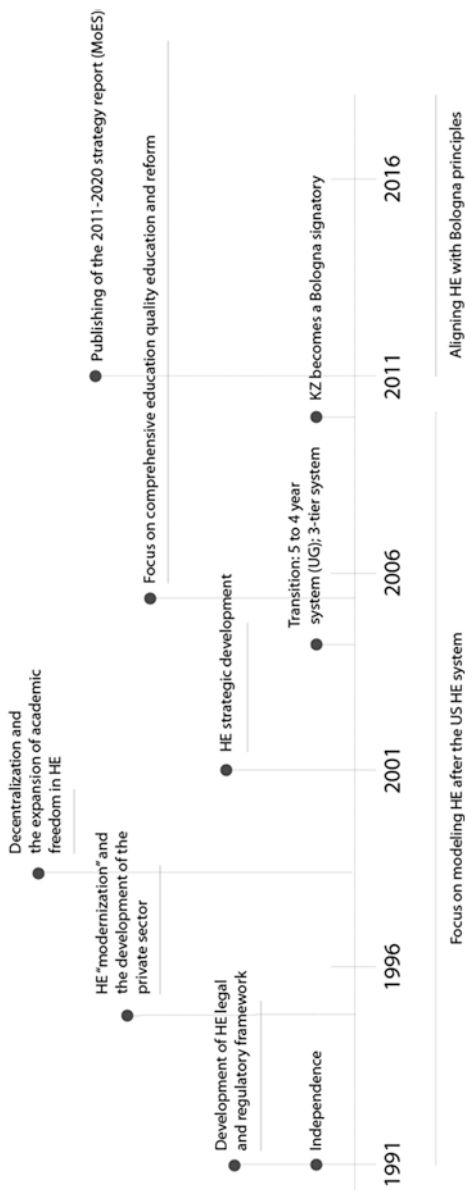 Decentralization and
the expansion of academic
freedom in HE
HE "modernization" and
the development of the
private sector
Development of HE legal
and regulatory framework
Independence
HE strategic development
Publishing of the 2011-2020 strategy report (MoES)
Focus on comprehensive education quality education and reform
Transition: 5 to 4 year
system (UG); 3-tier system
KZ becomes a Bologna signatory
1991
1996
2001
2006
2011
2016
Focus on modeling HE after the US HE system
Aligning HE with Bologna principles